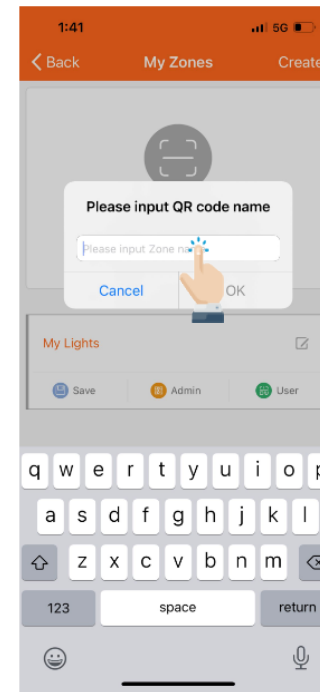 1:41 5G
Back My Zones Create
Please input QR code name
Please input Zone na
Cancel OK
My Lights
Save Admin User
q w e r t y u i o p
a s d f g h j k l
z x c v b n m
123 space return